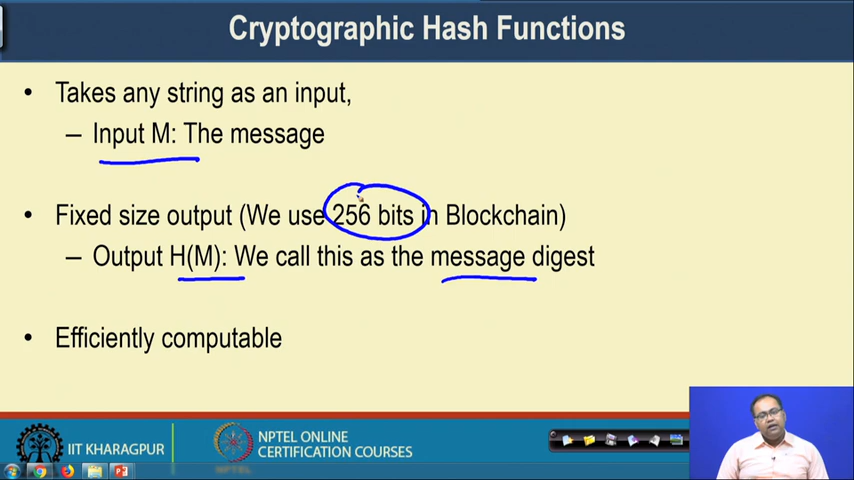 Cryptographic Hash Functions
• Takes any string as an input,
– Input M: The message
• Fixed size output (We use 256 bits in Blockchain)
– Output H(M): We call this as the message digest
• Efficiently computable
IIT KHARAGPUR
NPTEL ONLINE
CERTIFICATION COURSES
NPTEL